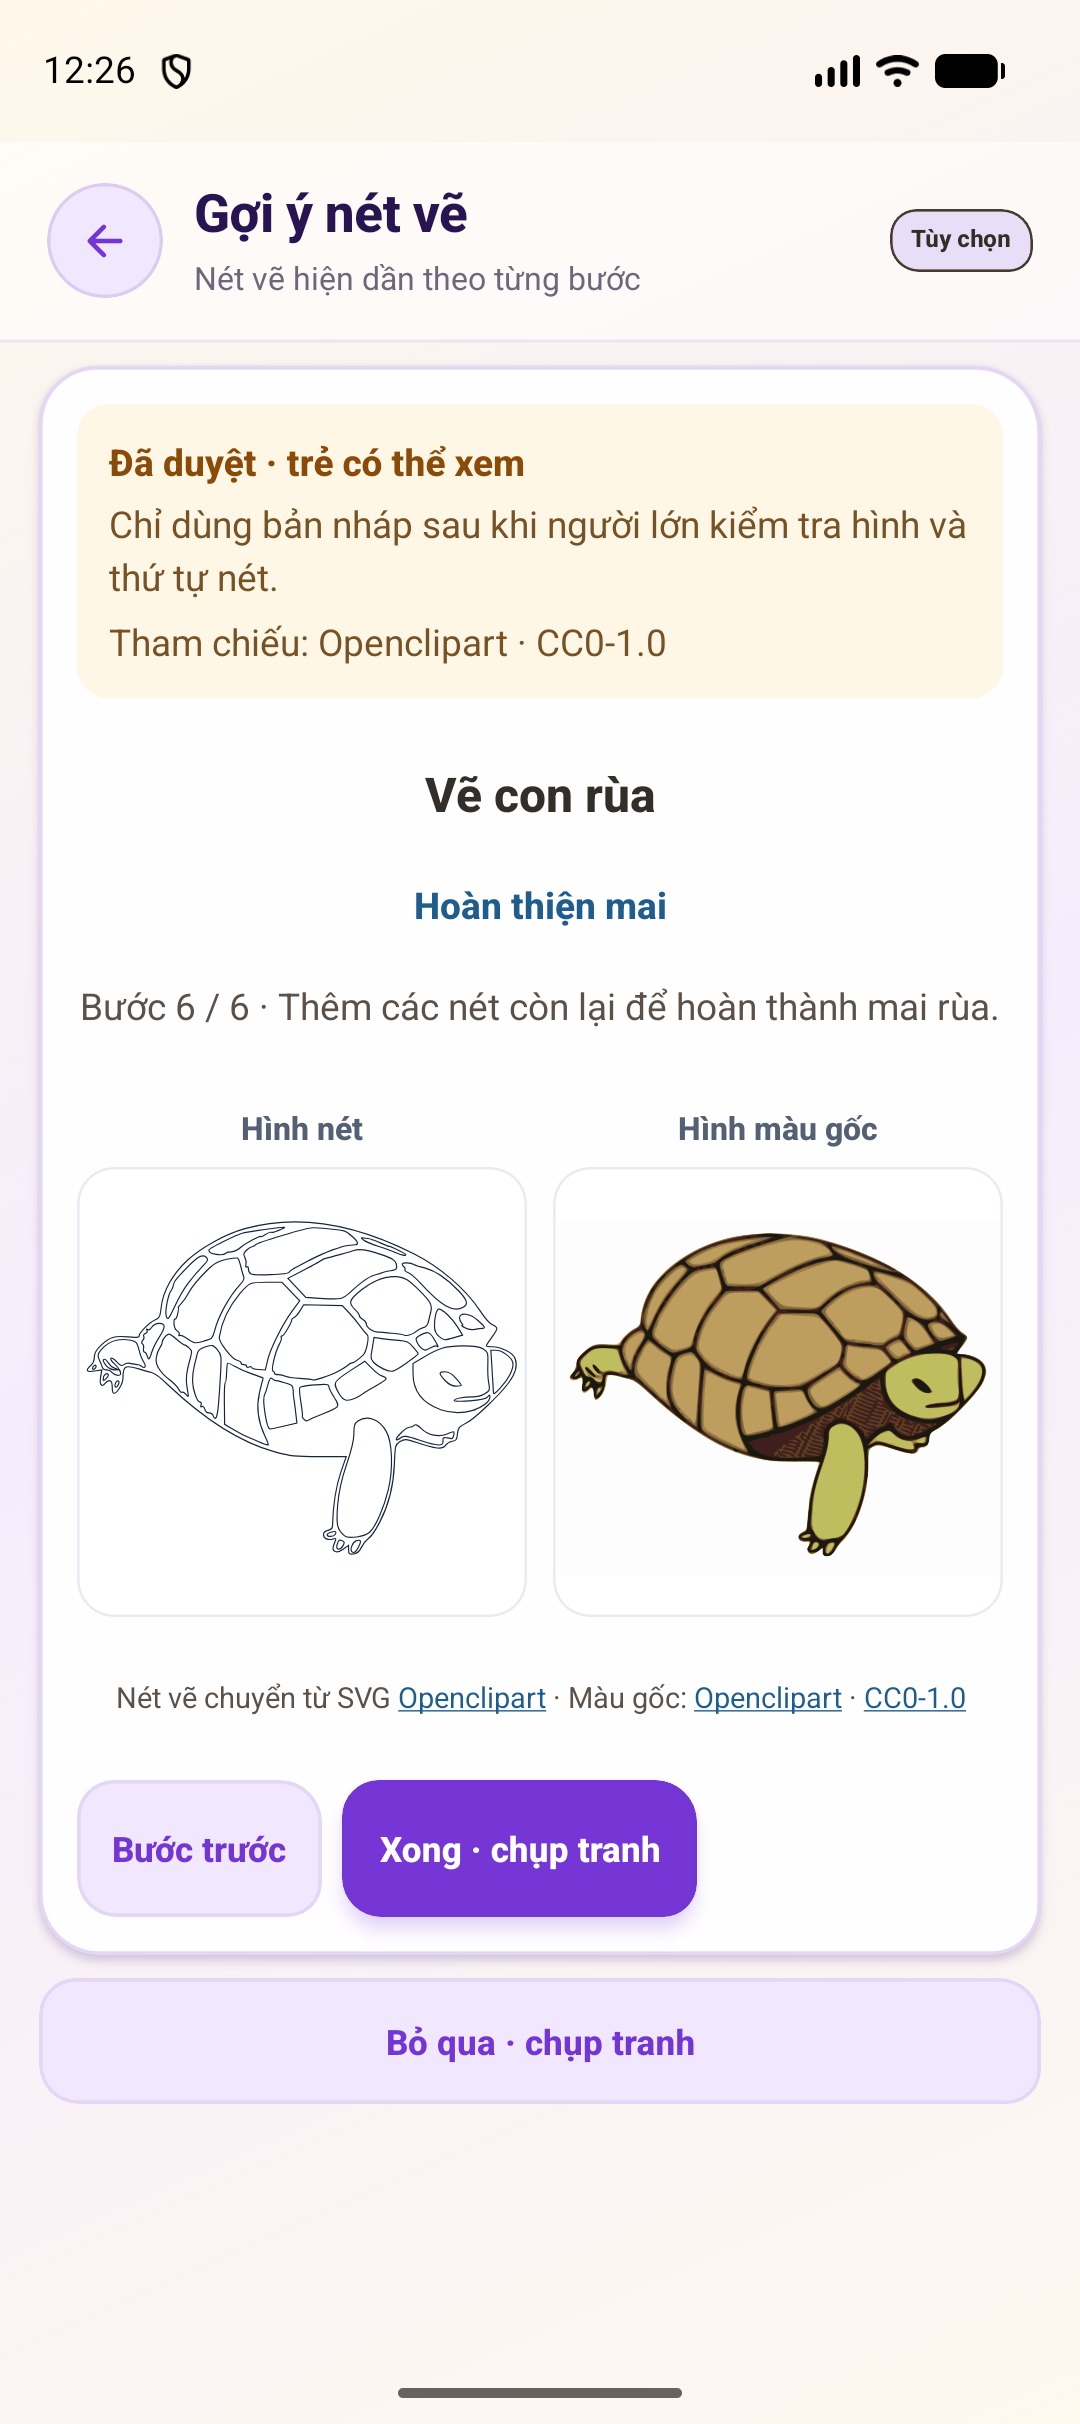 12:26
Gợi ý nét vẽ
Nét vẽ hiện dần theo từng bước
Tùy chọn
Đã duyệt · trẻ có thể xem
Chỉ dùng bản nháp sau khi người lớn kiểm tra hình và
thứ tự nét.
Tham chiếu: Openclipart · CC0-1.0
Vẽ con rùa
Hoàn thiện mai
Bước 6 / 6 · Thêm các nét còn lại để hoàn thành mai rùa.
Hình nét
Hình màu gốc
Nét vẽ chuyển từ SVG Openclipart · Màu gốc: Openclipart · CC0-1.0
Bước trước
Xong · chụp tranh
Bỏ qua · chụp tranh